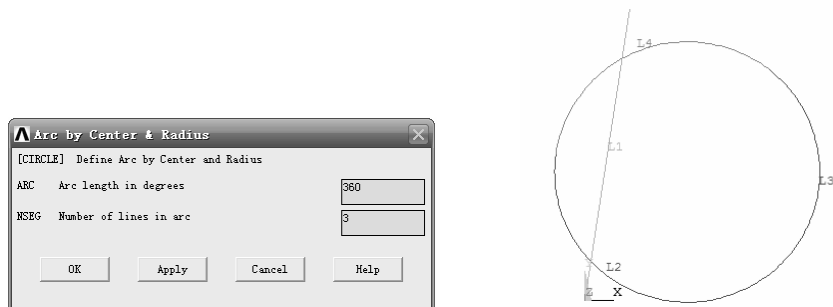 Arc by Center & Radius
[CIRCLE] Define Arc by Center and Radius
ARC Arc length in degrees 360
NSEG Number of lines in arc 3
OK Apply Cancel Help
L4
L1
L3
L2
Z X